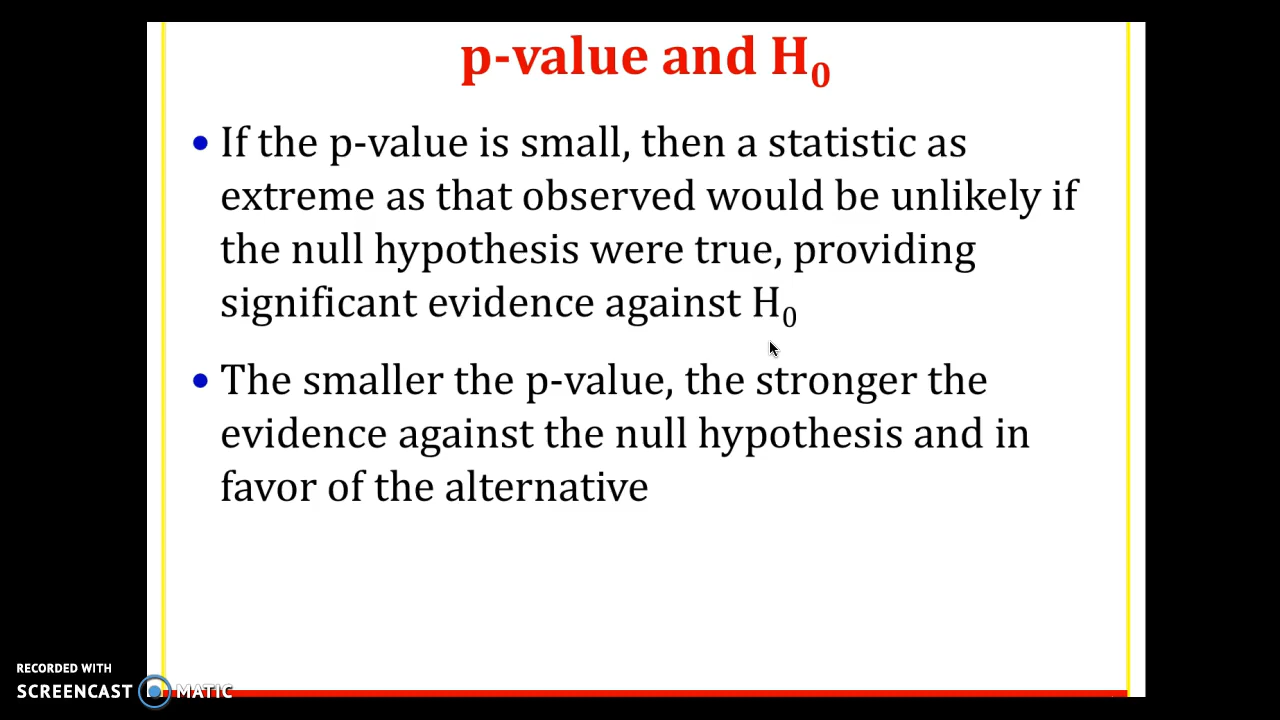 p-value and H₀
• If the p-value is small, then a statistic as
extreme as that observed would be unlikely if
the null hypothesis were true, providing
significant evidence against H₀
• The smaller the p-value, the stronger the
evidence against the null hypothesis and in
favor of the alternative
RECORDED WITH
SCREENCAST MATIC